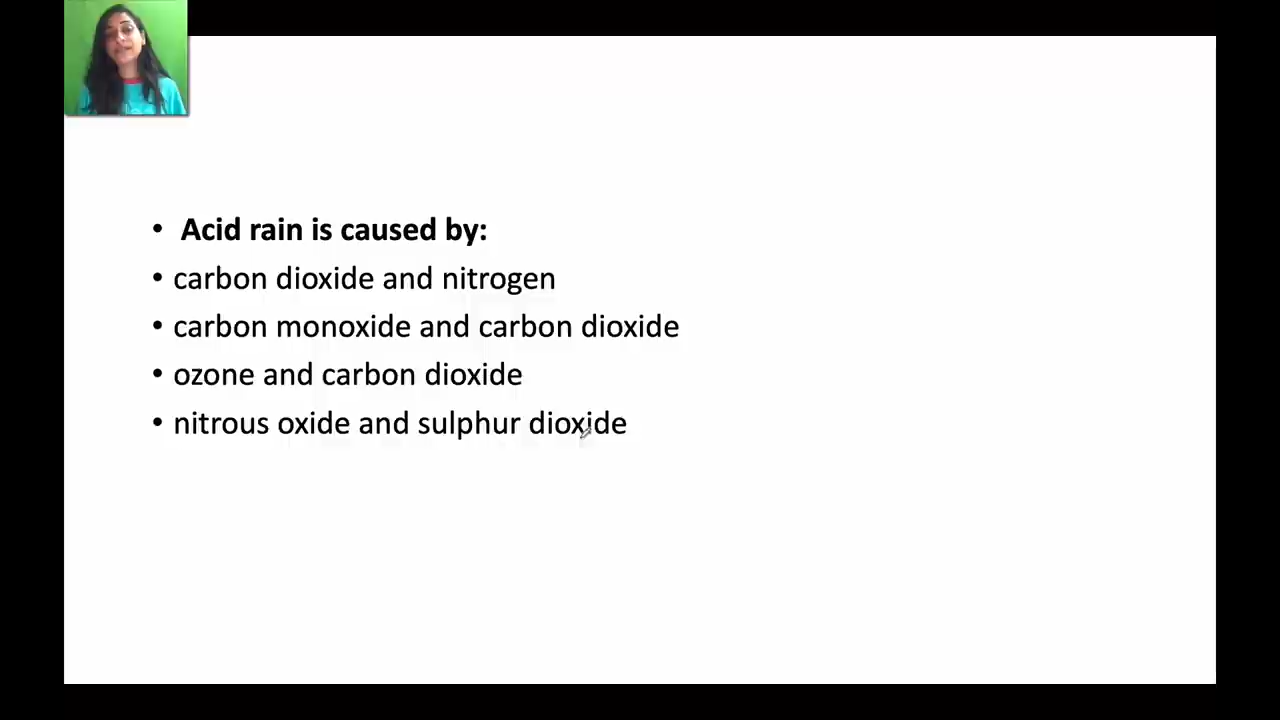 • Acid rain is caused by:
• carbon dioxide and nitrogen
• carbon monoxide and carbon dioxide
• ozone and carbon dioxide
• nitrous oxide and sulphur dioxide